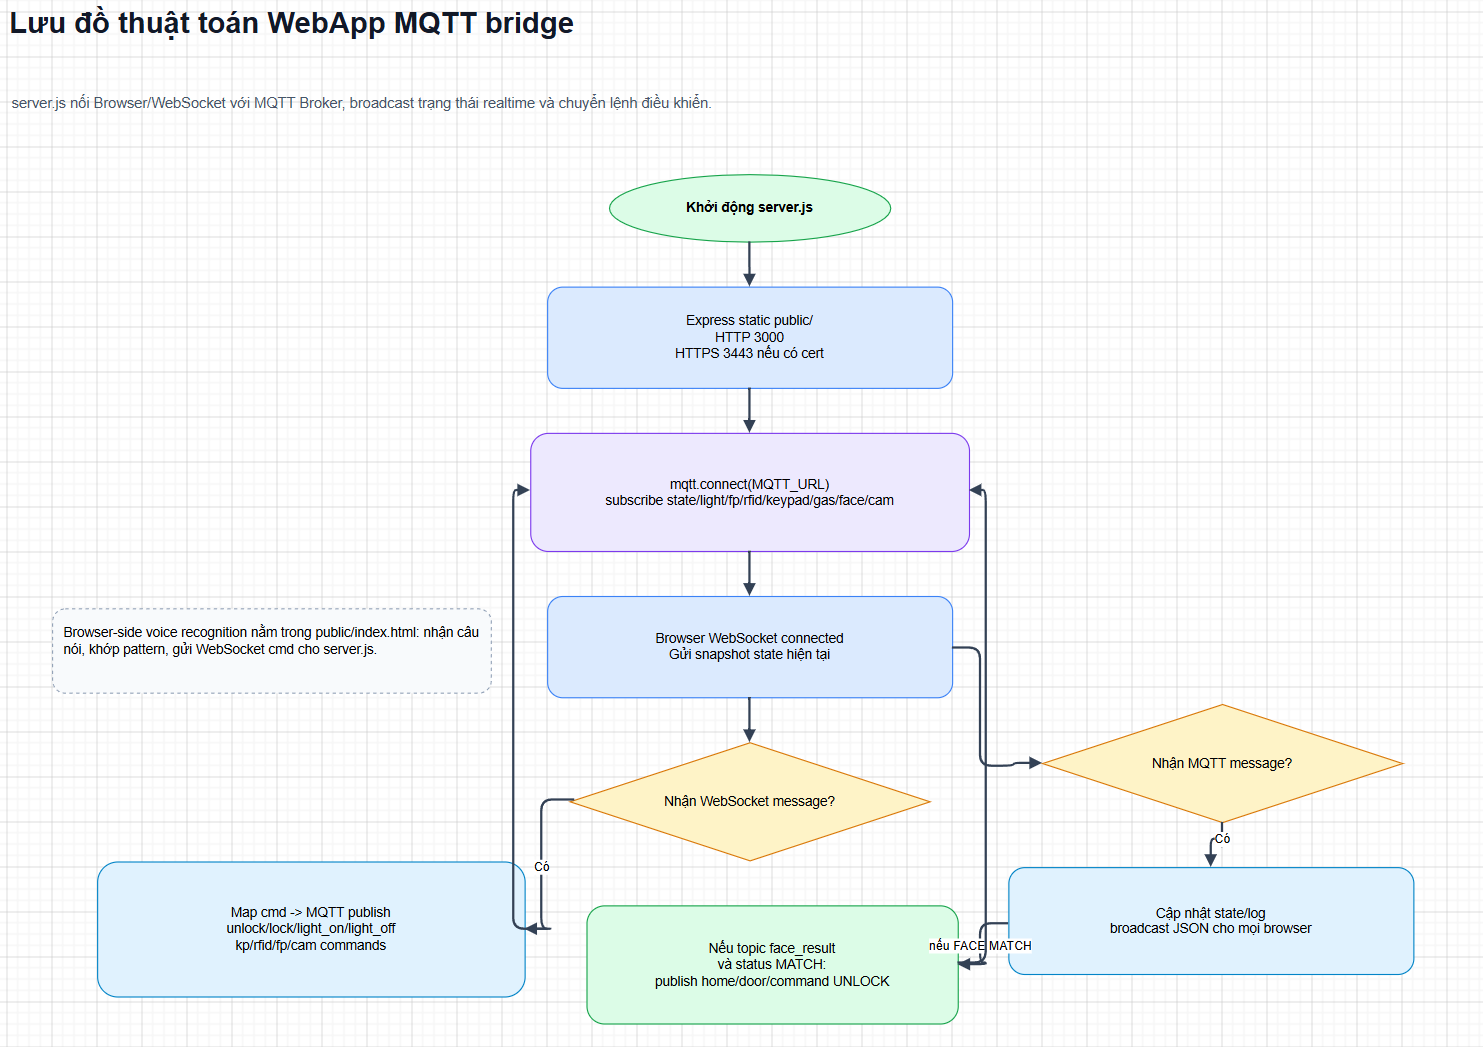 Lưu đồ thuật toán WebApp MQTT bridge
server.js nối Browser/WebSocket với MQTT Broker, broadcast trạng thái realtime và chuyển lệnh điều khiển.
Khởi động server.js
Express static public/
HTTP 3000
HTTPS 3443 nếu có cert
mqtt.connect(MQTT_URL)
subscribe state/light/fp/rfid/keypad/gas/face/cam
Browser-side voice recognition nằm trong public/index.html: nhận câu
nói, khớp pattern, gửi WebSocket cmd cho server.js.
Browser WebSocket connected
Gửi snapshot state hiện tại
Nhận MQTT message?
Nhận WebSocket message?
Có
Có
Map cmd -> MQTT publish
unlock/lock/light_on/light_off
kp/rfid/fp/cam commands
Nếu topic face_result
và status MATCH:
publish home/door/command UNLOCK
nếu FACE MATCH
Cập nhật state/log
broadcast JSON cho mọi browser